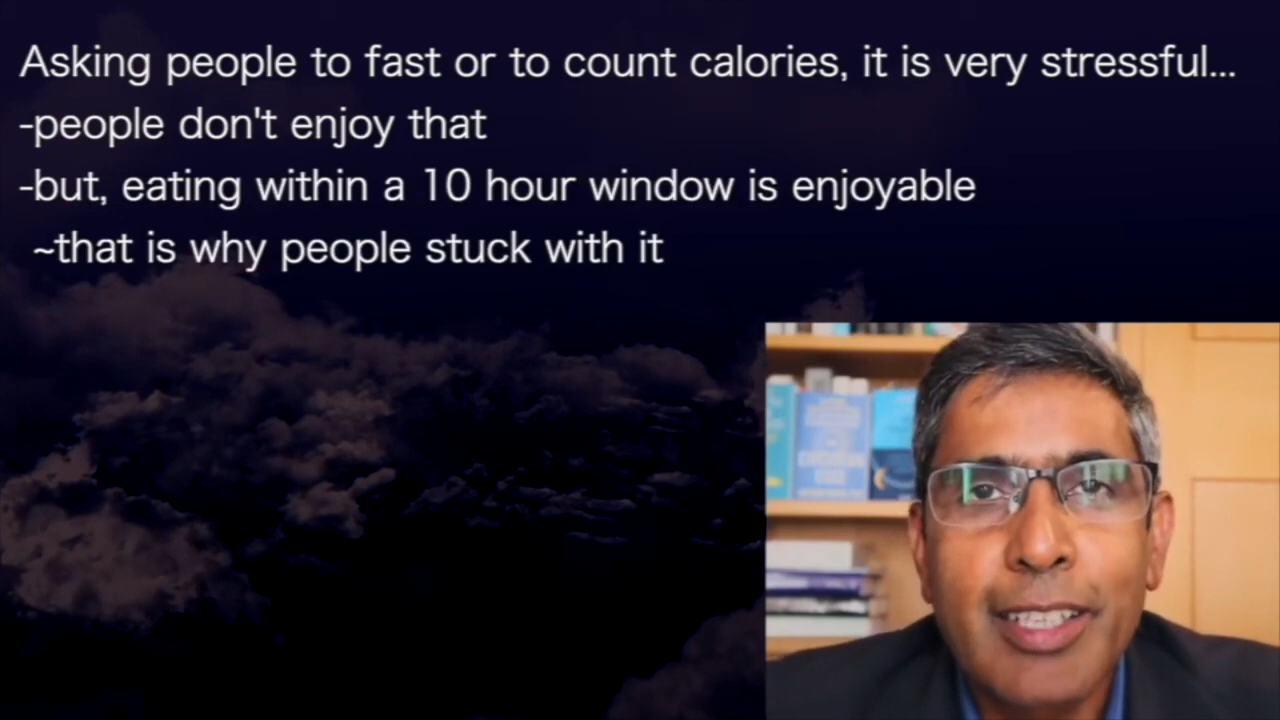 Asking people to fast or to count calories, it is very stressful...
-people don't enjoy that
-but, eating within a 10 hour window is enjoyable
~that is why people stuck with it